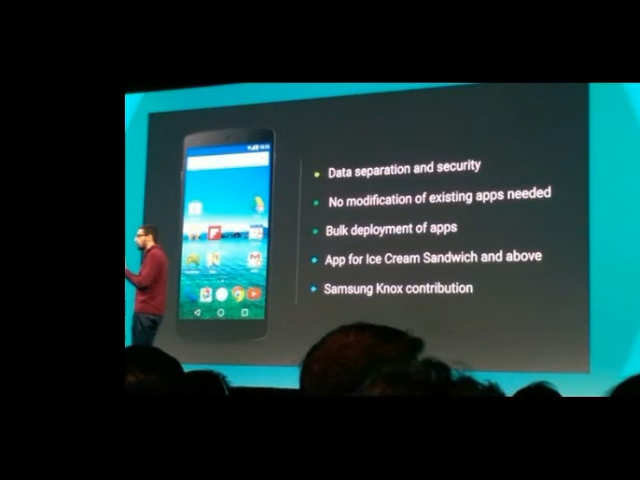 Data separation and security
No modification of existing apps needed
Bulk deployment of apps
App for Ice Cream Sandwich and above
Samsung Knox contribution